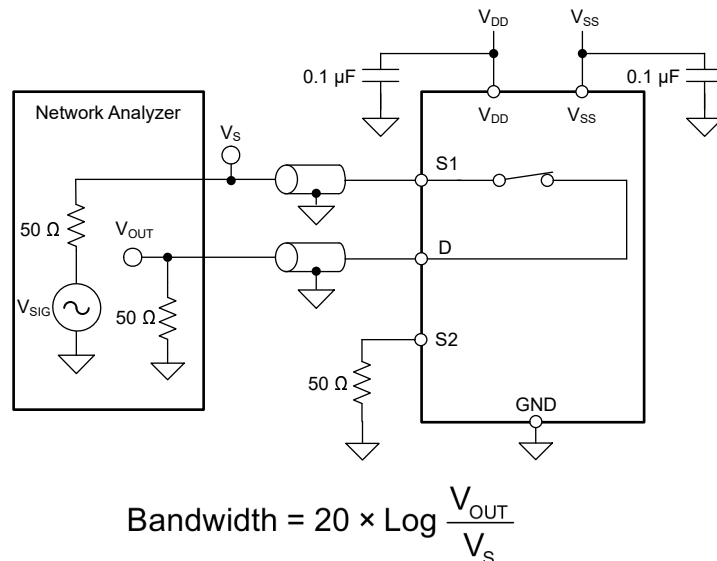 V_DD
V_SS
0.1 µF
0.1 µF
Network Analyzer
V_DD
V_SS
V_S
S1
50 Ω
V_OUT
D
V_SIG
50 Ω
S2
50 Ω
GND
Bandwidth = 20 × Log V_OUT / V_S